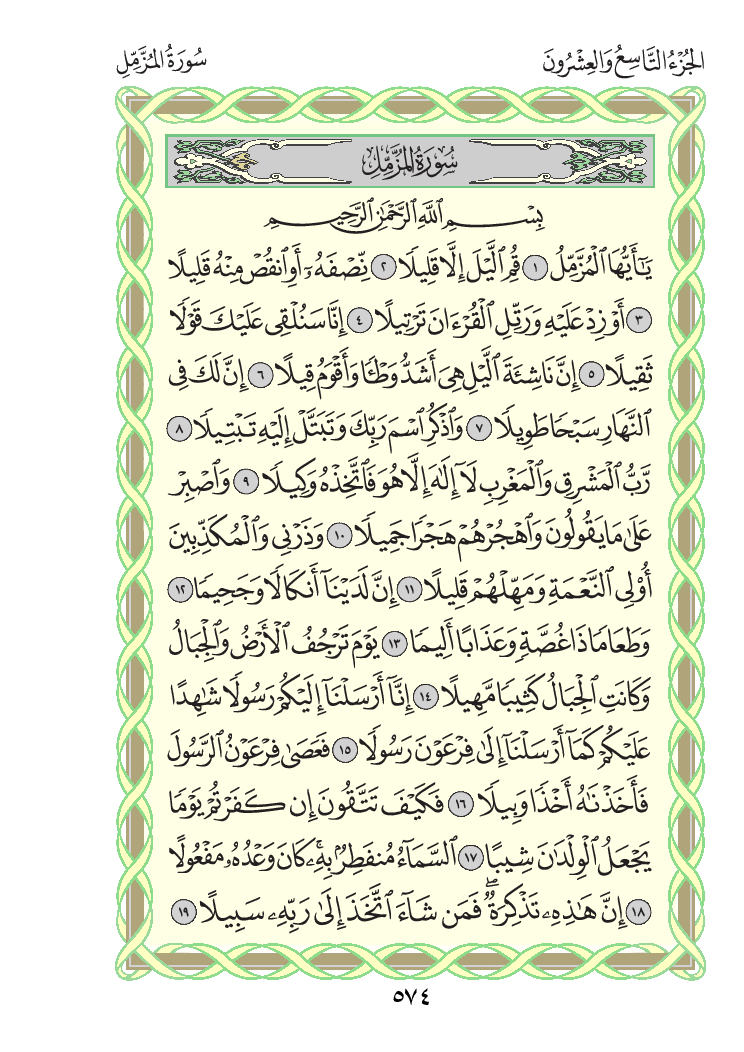 الجُزْءُ التَّاسِعُ وَالعِشْرُونَ
سُورَةُ المُزَّمِّلِ
سُورَةُ المُزَّمِّلِ
بِسْمِ ٱللَّهِ ٱلرَّحْمَٰنِ ٱلرَّحِيمِ
يَٰٓأَيُّهَا ٱلْمُزَّمِّلُ ١ قُمِ ٱلَّيْلَ إِلَّا قَلِيلًا ٢ نِّصْفَهُۥٓ أَوِ ٱنقُصْ مِنْهُ قَلِيلًا
٣ أَوْ زِدْ عَلَيْهِ وَرَتِّلِ ٱلْقُرْءَانَ تَرْتِيلًا ٤ إِنَّا سَنُلْقِى عَلَيْكَ قَوْلًا
ثَقِيلًا ٥ إِنَّ نَاشِئَةَ ٱلَّيْلِ هِىَ أَشَدُّ وَطْـًٔا وَأَقْوَمُ قِيلًا ٦ إِنَّ لَكَ فِى
ٱلنَّهَارِ سَبْحًا طَوِيلًا ٧ وَٱذْكُرِ ٱسْمَ رَبِّكَ وَتَبَتَّلْ إِلَيْهِ تَبْتِيلًا ٨
رَّبُّ ٱلْمَشْرِقِ وَٱلْمَغْرِبِ لَآ إِلَٰهَ إِلَّا هُوَ فَٱتَّخِذْهُ وَكِيلًا ٩ وَٱصْبِرْ
عَلَىٰ مَا يَقُولُونَ وَٱهْجُرْهُمْ هَجْرًا جَمِيلًا ١٠ وَذَرْنِى وَٱلْمُكَذِّبِينَ
أُو۟لِى ٱلنَّعْمَةِ وَمَهِّلْهُمْ قَلِيلًا ١١ إِنَّ لَدَيْنَآ أَنكَالًا وَجَحِيمًا ١٢
وَطَعَامًا ذَا غُصَّةٍ وَعَذَابًا أَلِيمًا ١٣ يَوْمَ تَرْجُفُ ٱلْأَرْضُ وَٱلْجِبَالُ
وَكَانَتِ ٱلْجِبَالُ كَثِيبًا مَّهِيلًا ١٤ إِنَّآ أَرْسَلْنَآ إِلَيْكُمْ رَسُولًا شَٰهِدًا
عَلَيْكُمْ كَمَآ أَرْسَلْنَآ إِلَىٰ فِرْعَوْنَ رَسُولًا ١٥ فَعَصَىٰ فِرْعَوْنُ ٱلرَّسُولَ
فَأَخَذْنَٰهُ أَخْذًا وَبِيلًا ١٦ فَكَيْفَ تَتَّقُونَ إِن كَفَرْتُمْ يَوْمًا
يَجْعَلُ ٱلْوِلْدَٰنَ شِيبًا ١٧ ٱلسَّمَآءُ مُنفَطِرٌۢ بِهِۦۚ كَانَ وَعْدُهُۥ مَفْعُولًا
١٨ إِنَّ هَٰذِهِۦ تَذْكِرَةٌۖ فَمَن شَآءَ ٱتَّخَذَ إِلَىٰ رَبِّهِۦ سَبِيلًا ١٩
٥٧٤